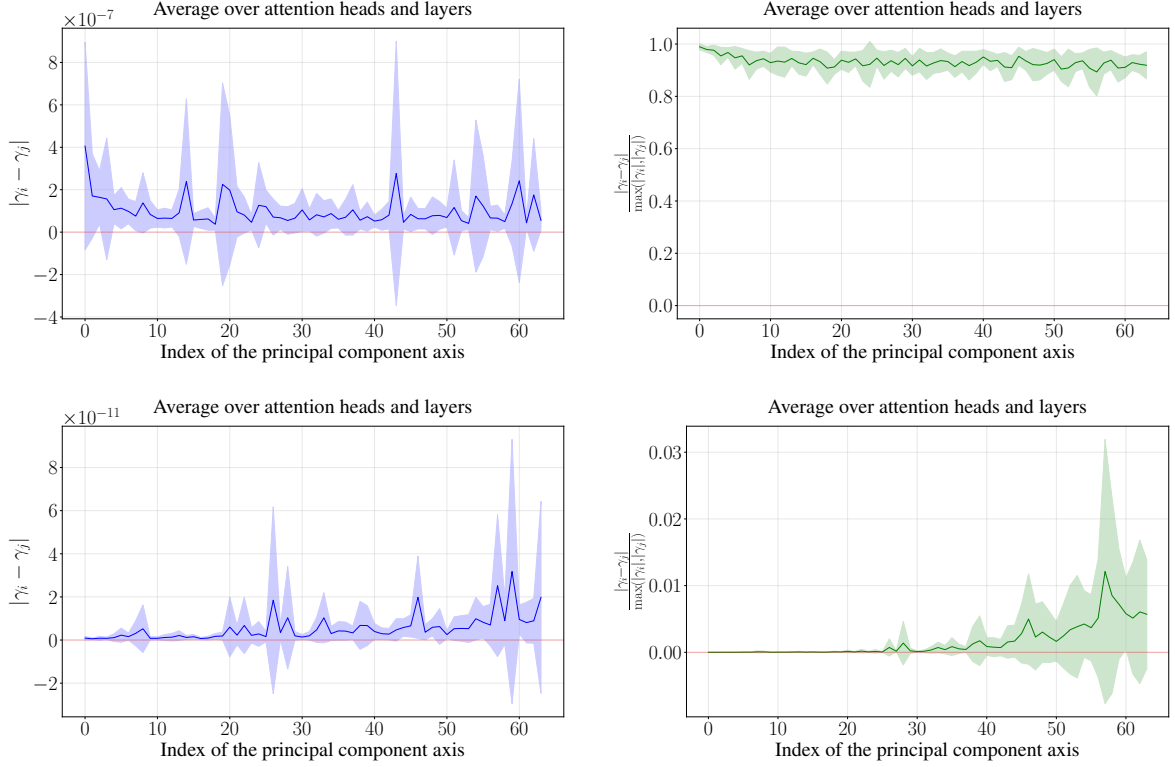 Average over attention heads and layers
×10⁻⁷
|γᵢ − γⱼ|
8
6
4
2
0
−2
−4
0 10 20 30 40 50 60
Index of the principal component axis
Average over attention heads and layers
|γᵢ−γⱼ|
max(|γᵢ|,|γⱼ|)
1.0
0.8
0.6
0.4
0.2
0.0
0 10 20 30 40 50 60
Index of the principal component axis
Average over attention heads and layers
×10⁻¹¹
|γᵢ − γⱼ|
8
6
4
2
0
−2
0 10 20 30 40 50 60
Index of the principal component axis
Average over attention heads and layers
|γᵢ−γⱼ|
max(|γᵢ|,|γⱼ|)
0.03
0.02
0.01
0.00
0 10 20 30 40 50 60
Index of the principal component axis